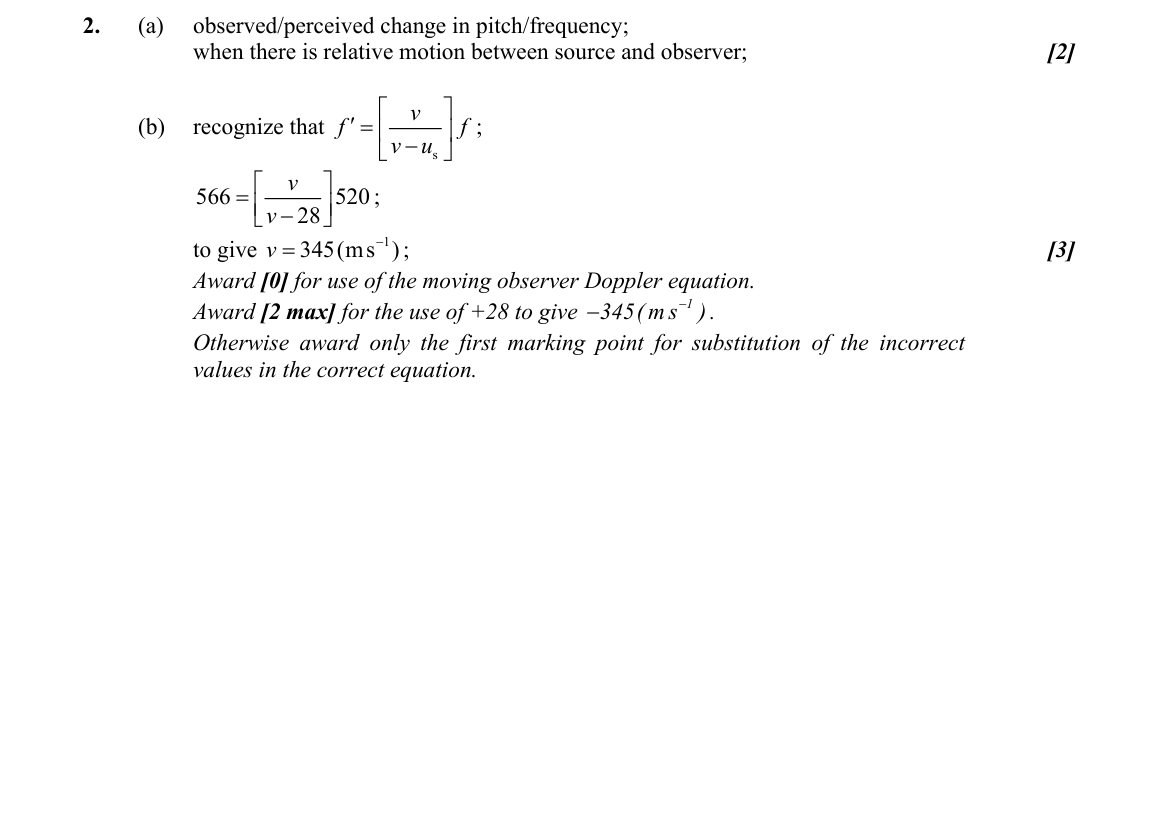 2. (a) observed/perceived change in pitch/frequency;
when there is relative motion between source and observer; [2]
(b) recognize that f′ = [v / (v − uₛ)] f ;
566 = [v / (v − 28)] 520 ;
to give v = 345 (m s⁻¹) ; [3]
Award [0] for use of the moving observer Doppler equation.
Award [2 max] for the use of +28 to give −345 (m s⁻¹) .
Otherwise award only the first marking point for substitution of the incorrect
values in the correct equation.